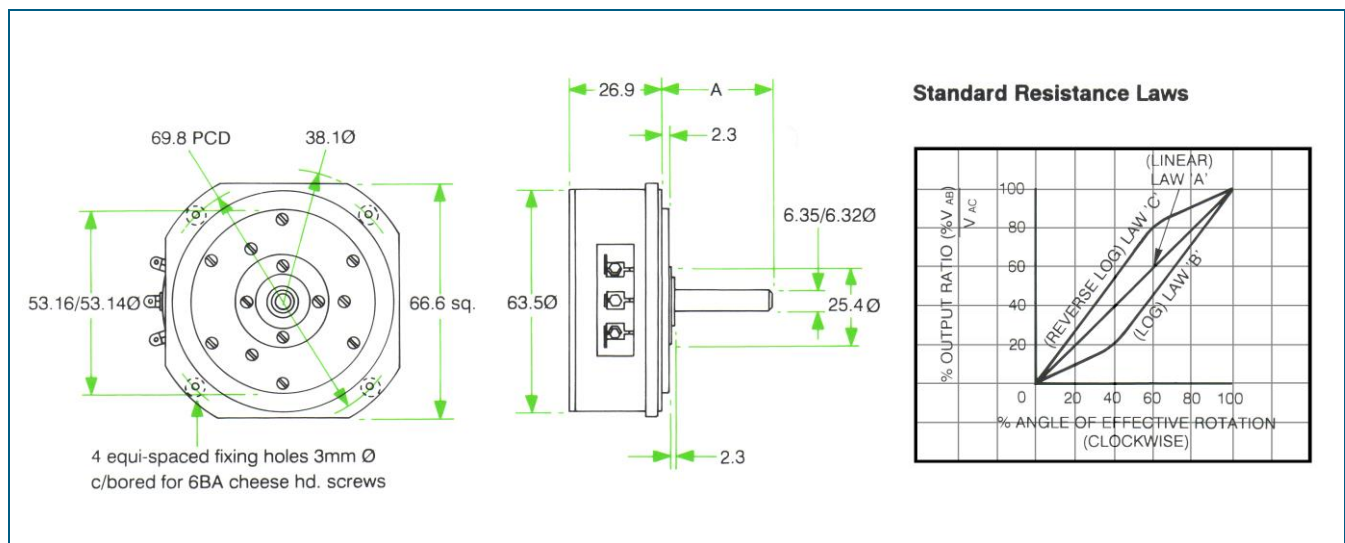 69.8 PCD
38.1Ø
53.16/53.14Ø
66.6 sq.
4 equi-spaced fixing holes 3mm Ø
c/bored for 6BA cheese hd. screws
26.9
A
2.3
6.35/6.32Ø
63.5Ø
25.4 Ø
2.3
Standard Resistance Laws
% OUTPUT RATIO (%V AB)
V AC
100
80
60
40
20
0
20
40
60
80
100
(LINEAR)
LAW 'A'
(REVERSE LOG) LAW 'C'
(LOG) LAW 'B'
% ANGLE OF EFFECTIVE ROTATION
(CLOCKWISE)